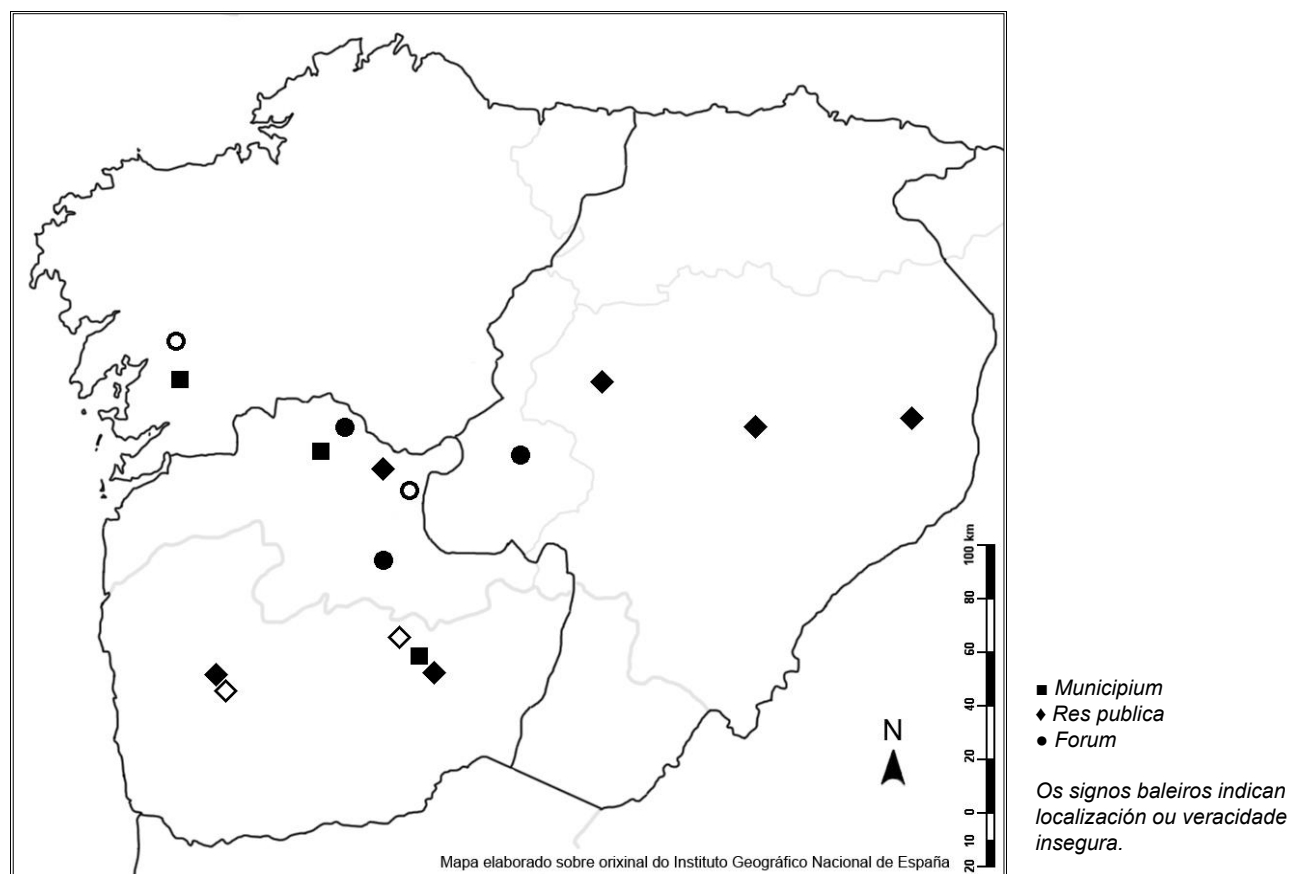 100 km
80
60
40
20
0
10
20
N
Mapa elaborado sobre orixinal do Instituto Geográfico Nacional de España
■ Municipium
♦ Res publica
● Forum
Os signos baleiros indican
localización ou veracidade
insegura.